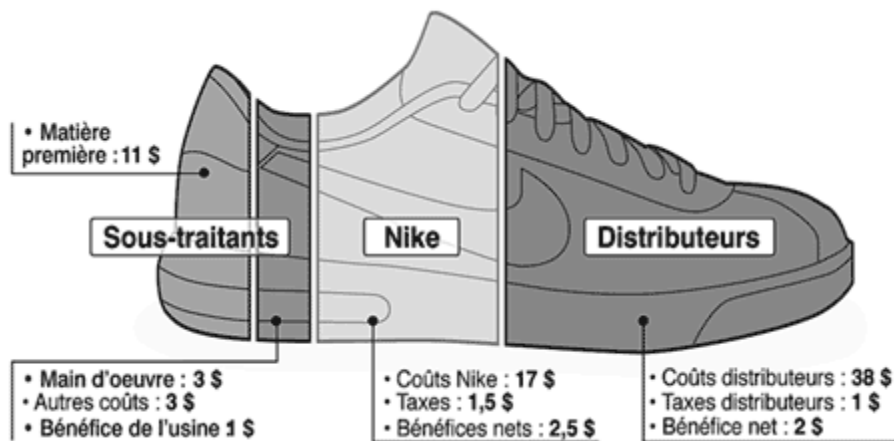 • Matière
première : 11 $
Sous-traitants
Nike
Distributeurs
• Main d'oeuvre : 3 $
• Autres coûts : 3 $
• Bénéfice de l'usine 1 $
• Coûts Nike : 17 $
• Taxes : 1,5 $
• Bénéfices nets : 2,5 $
• Coûts distributeurs : 38 $
• Taxes distributeurs : 1 $
• Bénéfice net : 2 $